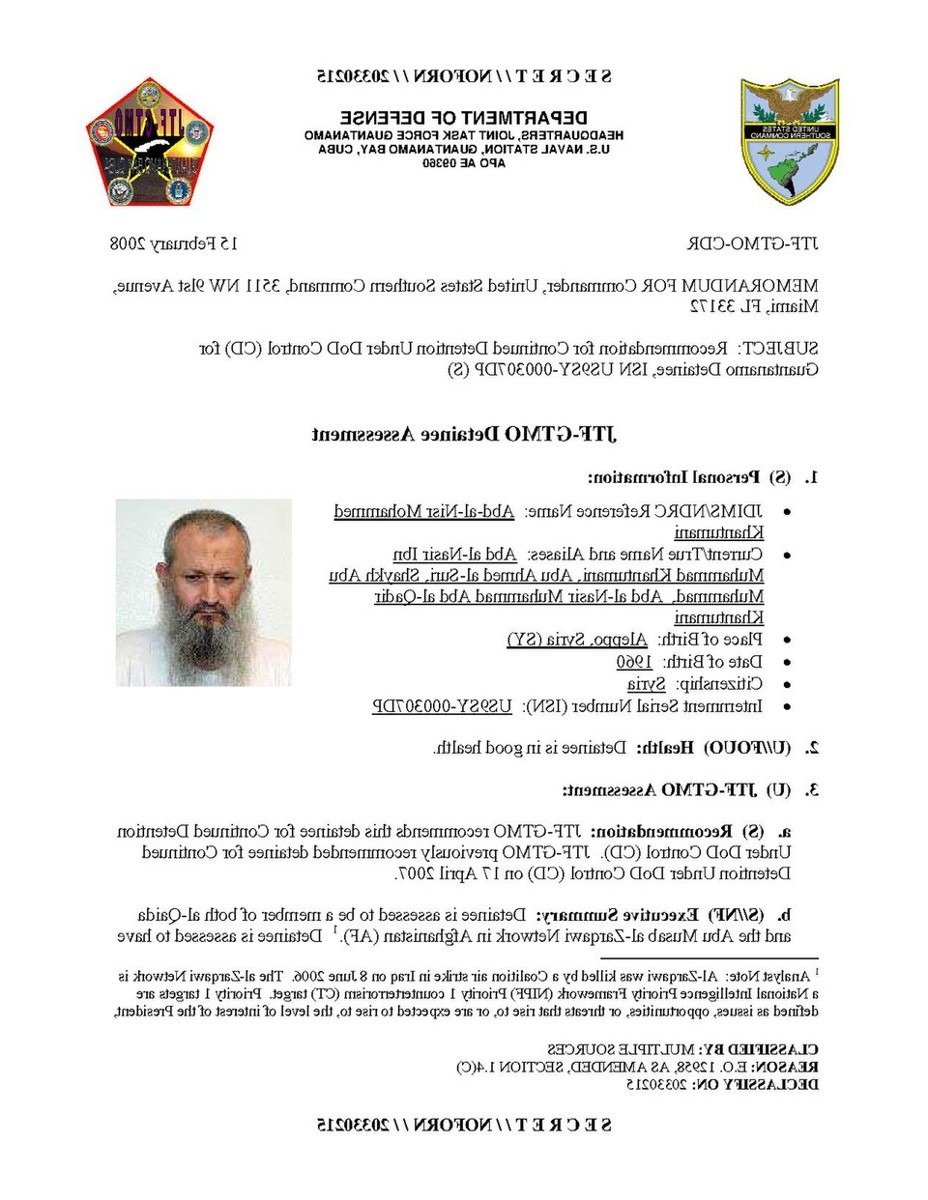 S E C R E T // NOFORN // 20330215
DEPARTMENT OF DEFENSE
HEADQUARTERS, JOINT TASK FORCE GUANTANAMO
U.S. NAVAL STATION, GUANTANAMO BAY, CUBA
APO AE 09360
UNITED STATES
SOUTHERN COMMAND
JTF-GTMO
JTF-GTMO-CDR 15 February 2008
MEMORANDUM FOR Commander, United States Southern Command, 3511 NW 91st Avenue,
Miami, FL 33172
SUBJECT: Recommendation for Continued Detention Under DoD Control (CD) for
Guantanamo Detainee, ISN US9SY-000307DP (S)
JTF-GTMO Detainee Assessment
1. (S) Personal Information:
• JDIMS/NDRC Reference Name: Abd-al-Nisr Mohammed
Khantumani
• Current/True Name and Aliases: Abd al-Nasir Ibn
Muhammad Khantumani, Abu Ahmed al-Suri, Shaykh Abu
Muhammad, Abd al-Nasir Muhammad Abd al-Qadir
Khantumani
• Place of Birth: Aleppo, Syria (SY)
• Date of Birth: 1960
• Citizenship: Syria
• Internment Serial Number (ISN): US9SY-000307DP
2. (U//FOUO) Health: Detainee is in good health.
3. (U) JTF-GTMO Assessment:
a. (S) Recommendation: JTF-GTMO recommends this detainee for Continued Detention
Under DoD Control (CD). JTF-GTMO previously recommended detainee for Continued
Detention Under DoD Control (CD) on 17 April 2007.
b. (S//NF) Executive Summary: Detainee is assessed to be a member of both al-Qaida
and the Abu Musab al-Zarqawi Network in Afghanistan (AF).1 Detainee is assessed to have
1 Analyst Note: Al-Zarqawi was killed by a Coalition air strike in Iraq on 8 June 2006. The al-Zarqawi Network is
a National Intelligence Priority Framework (NIPF) Priority 1 counterterrorism (CT) target. Priority 1 targets are
defined as issues, opportunities, or threats that rise to, or are expected to rise to, the level of interest of the President,
CLASSIFIED BY: MULTIPLE SOURCES
REASON: E.O. 12958, AS AMENDED, SECTION 1.4(C)
DECLASSIFY ON: 20330215
S E C R E T // NOFORN // 20330215